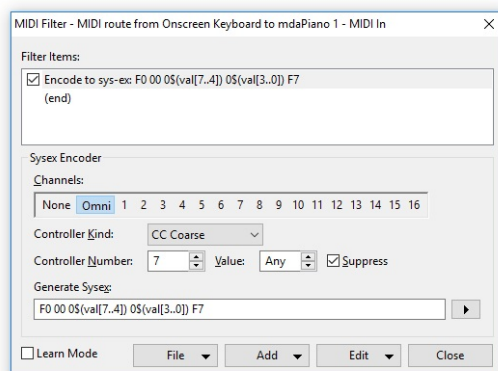 MIDI Filter - MIDI route from Onscreen Keyboard to mdaPiano 1 - MIDI In
Filter Items:
Encode to sys-ex: F0 00 0$(val[7..4]) 0$(val[3..0]) F7
(end)
Sysex Encoder
Channels:
None Omni 1 2 3 4 5 6 7 8 9 10 11 12 13 14 15 16
Controller Kind: CC Coarse
Controller Number: 7 Value: Any Suppress
Generate Sysex:
F0 00 0$(val[7..4]) 0$(val[3..0]) F7
Learn Mode File Add Edit Close